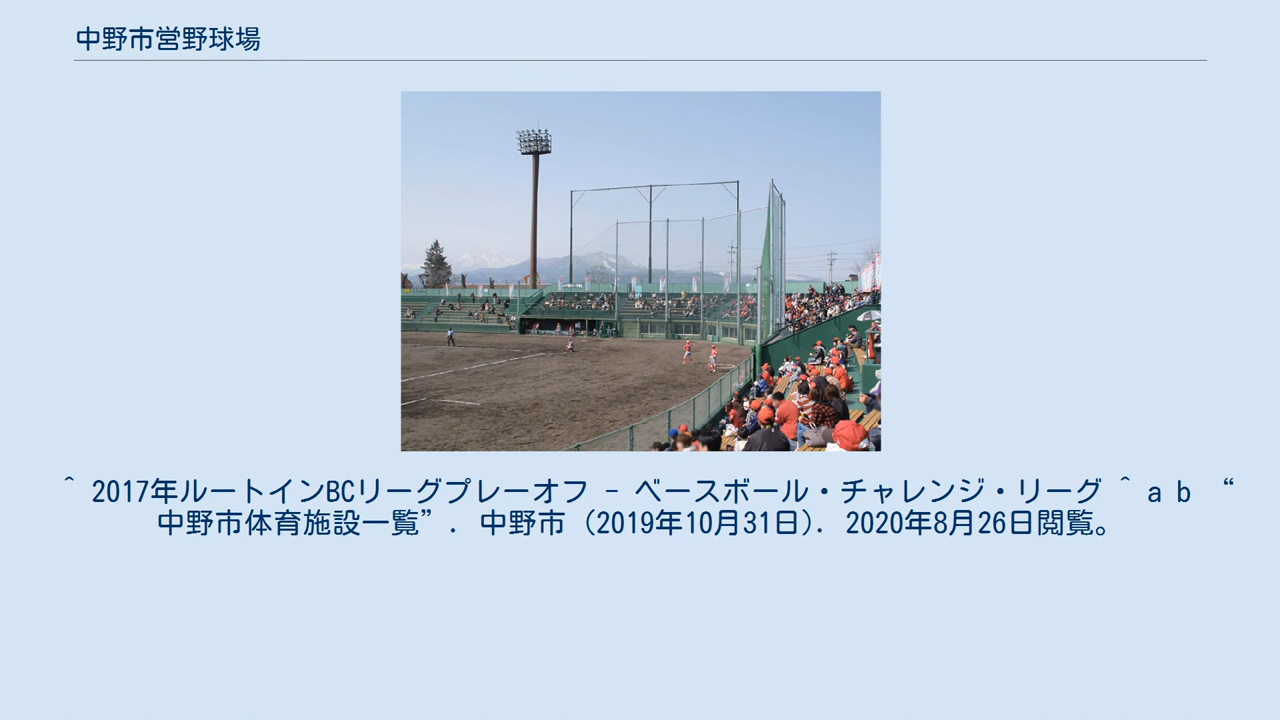 中野市営野球場
^ 2017年ルートインBCリーグプレーオフ - ベースボール・チャレンジ・リーグ ^ a b “
中野市体育施設一覧”. 中野市 (2019年10月31日). 2020年8月26日閲覧。